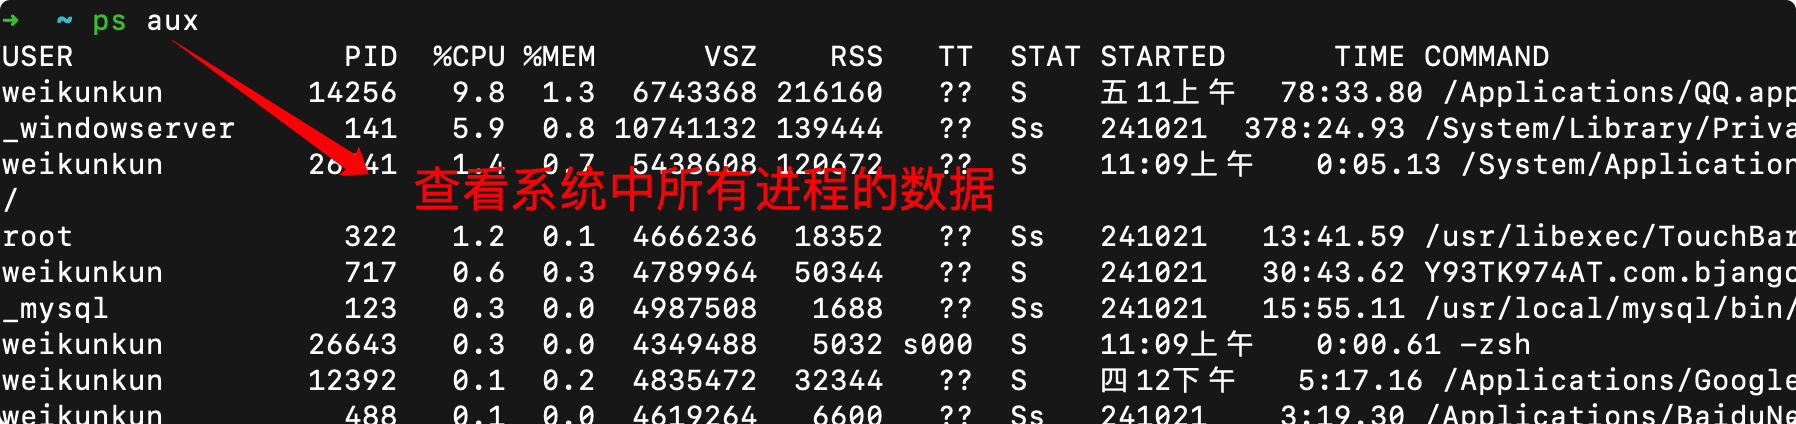 ➜ ~ ps aux
USER PID %CPU %MEM VSZ RSS TT STAT STARTED TIME COMMAND
weikunkun 14256 9.8 1.3 6743368 216160 ?? S 五11上午 78:33.80 /Applications/QQ.app
_windowserver 141 5.9 0.8 10741132 139444 ?? Ss 241021 378:24.93 /System/Library/Priva
weikunkun 1.4 0.7 5438608 120672 ?? S 11:09上午 0:05.13 /System/Application
查看系统中所有进程的数据
/
root 322 1.2 0.1 4666236 18352 ?? Ss 241021 13:41.59 /usr/libexec/TouchBar
weikunkun 717 0.6 0.3 4789964 50344 ?? S 241021 30:43.62 Y93TK974AT.com.bjango
_mysql 123 0.3 0.0 4987508 1688 ?? Ss 241021 15:55.11 /usr/local/mysql/bin/
weikunkun 26643 0.3 0.0 4349488 5032 s000 S 11:09上午 0:00.61 -zsh
weikunkun 12392 0.1 0.2 4835472 32344 ?? S 四12下午 5:17.16 /Applications/Google
weikunkun 488 0.1 0.0 4619264 6600 ?? Ss 241021 3:19.30 /Applications/BaiduNe